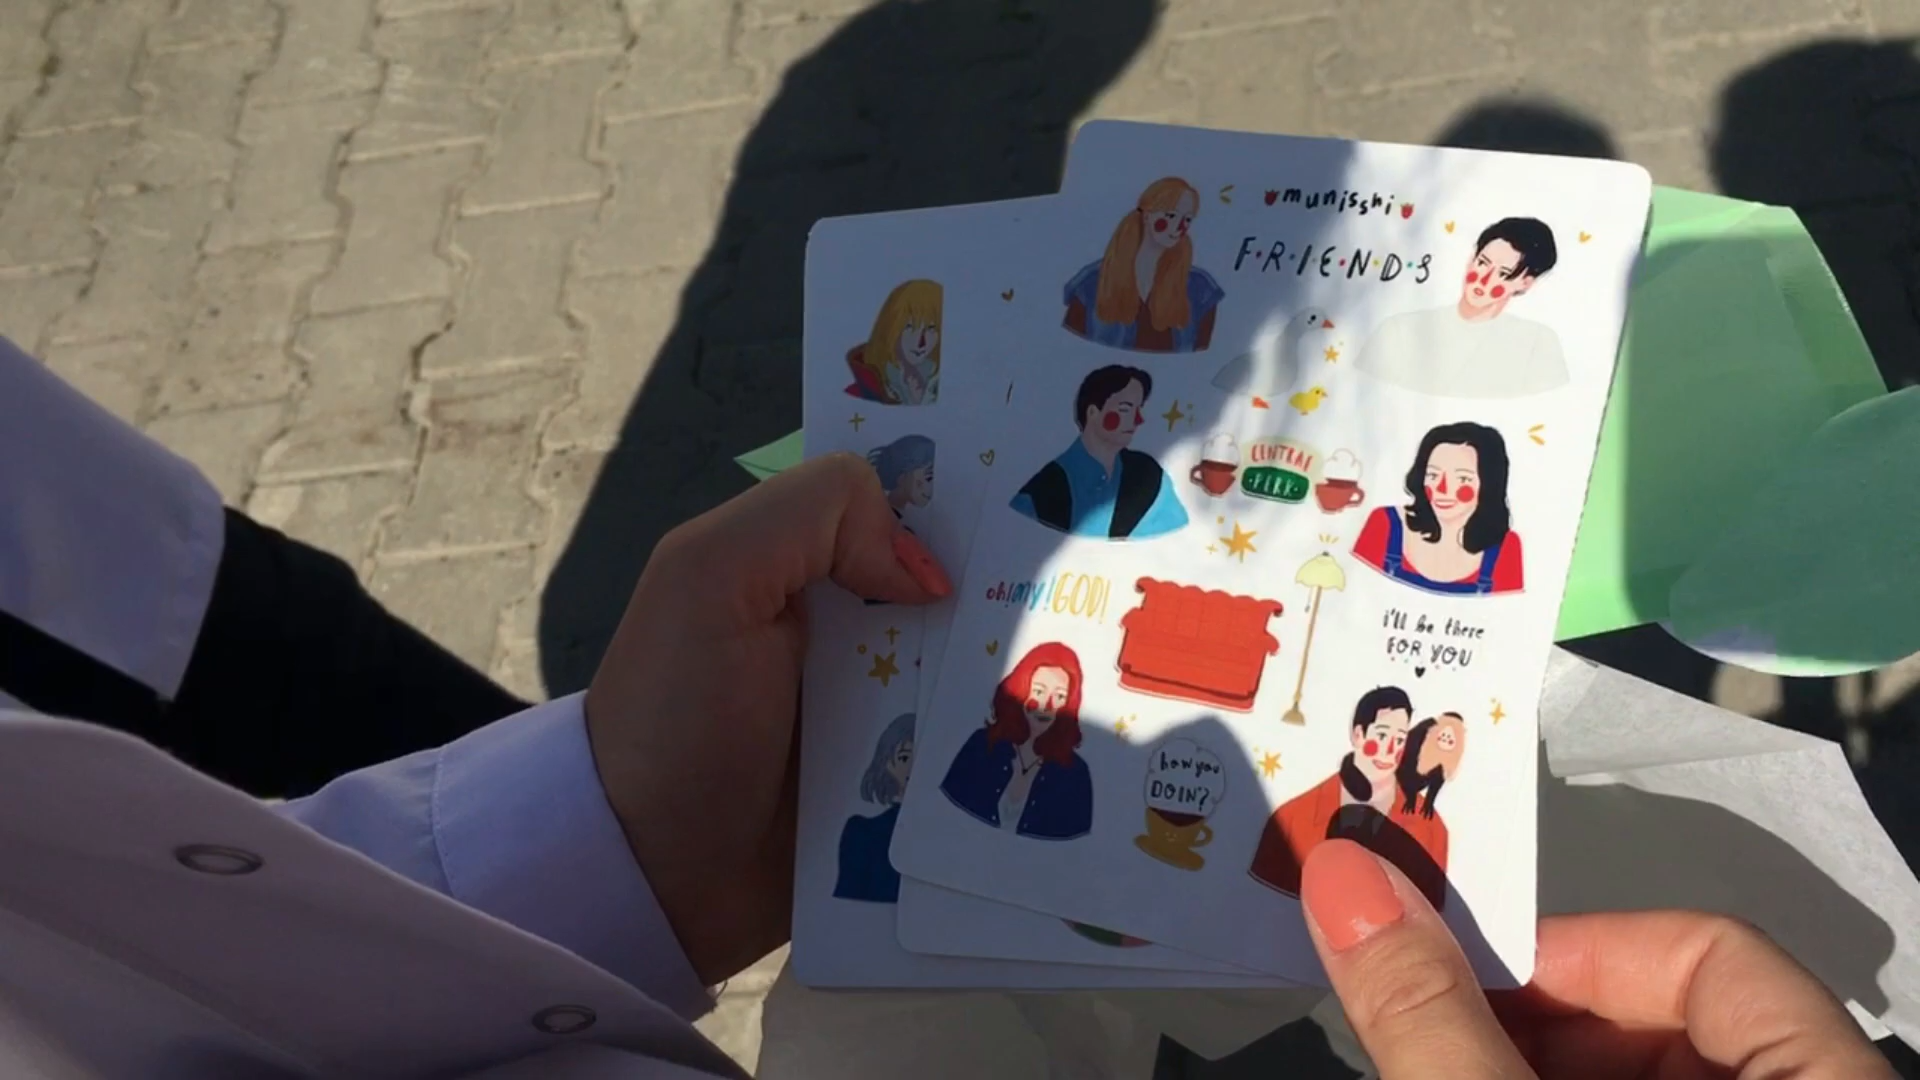 munisshi
F·R·I·E·N·D·S
CENTRAL
·PERK·
oh!my!GOD!
i'll be there
FOR YOU
how you
DOIN?